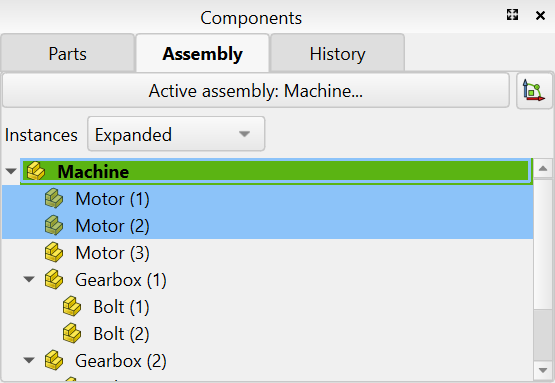 Components
Parts
Assembly
History
Active assembly: Machine...
Instances
Expanded
Machine
Motor (1)
Motor (2)
Motor (3)
Gearbox (1)
Bolt (1)
Bolt (2)
Gearbox (2)